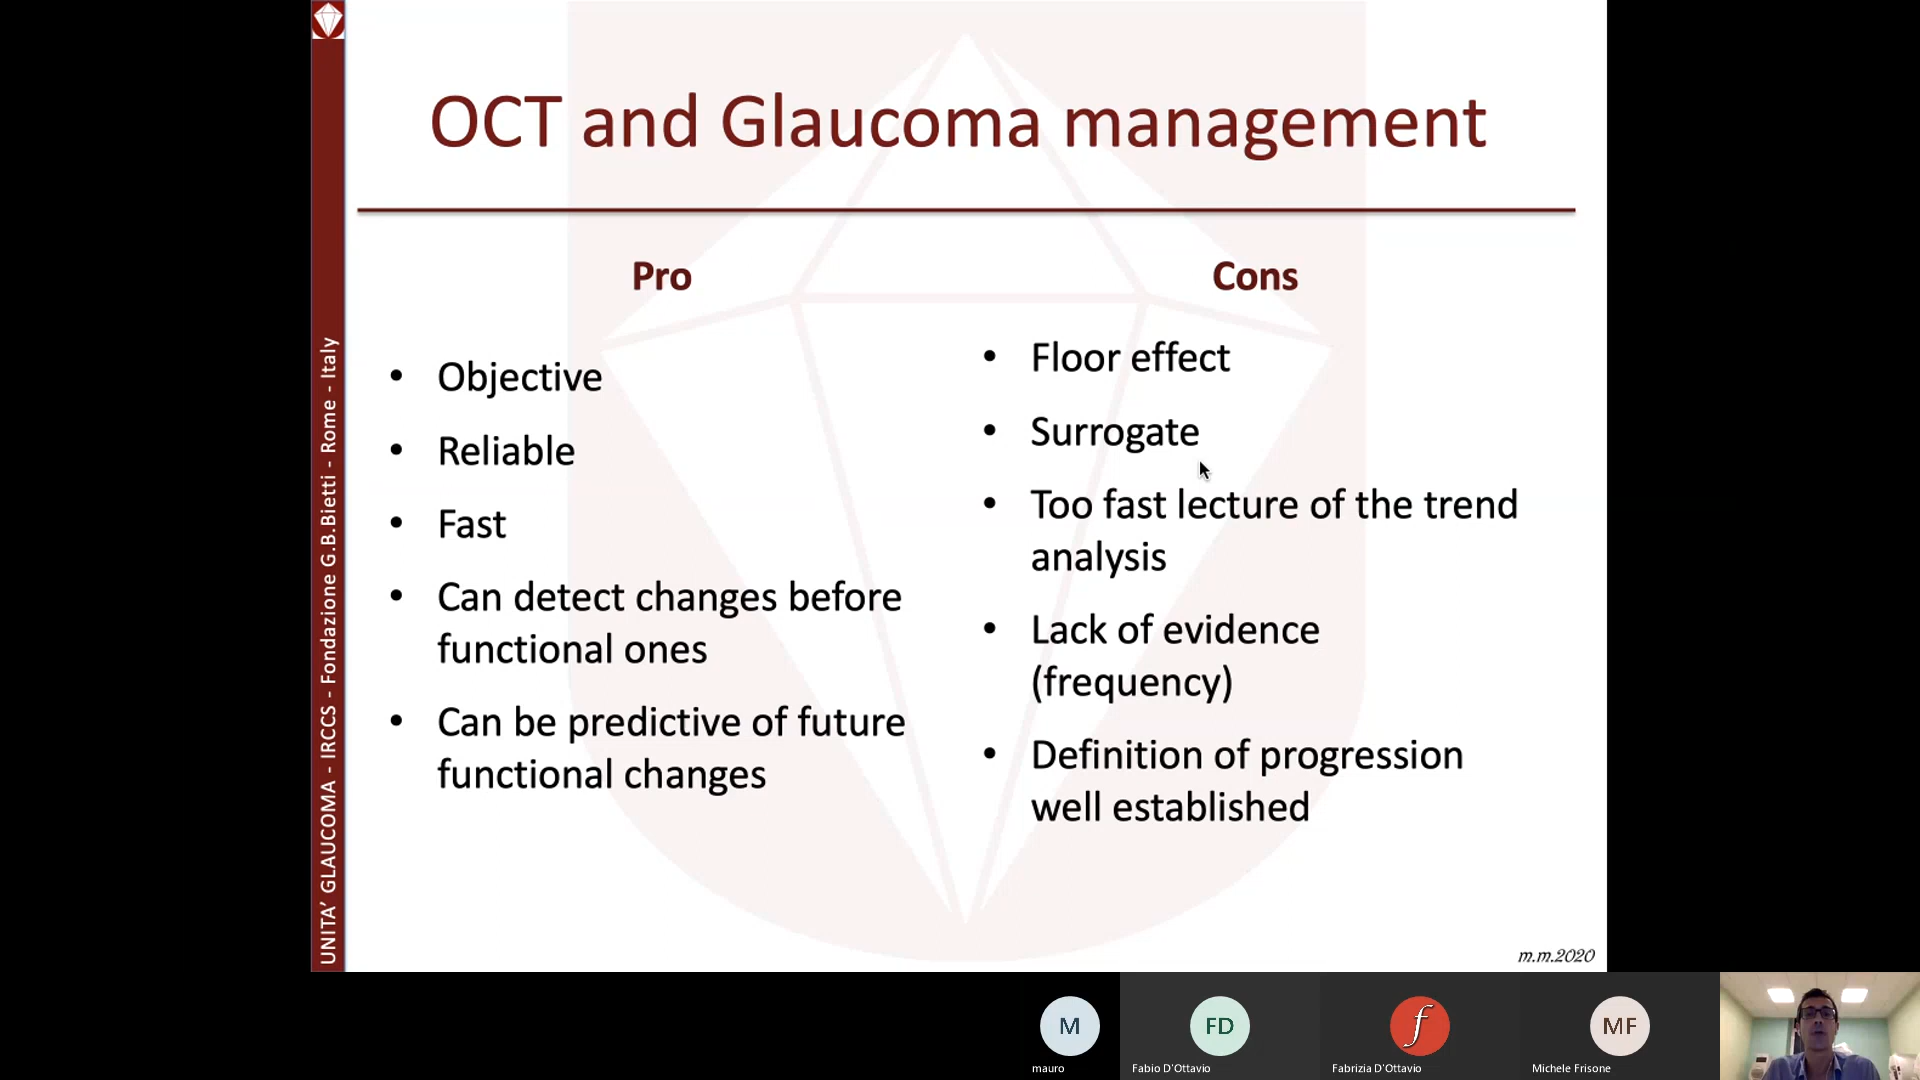 OCT and Glaucoma management
Pro
• Objective
• Reliable
• Fast
• Can detect changes before
functional ones
• Can be predictive of future
functional changes
Cons
• Floor effect
• Surrogate
• Too fast lecture of the trend
analysis
• Lack of evidence
(frequency)
• Definition of progression
well established
UNITA’ GLAUCOMA - IRCCS - Fondazione G.B.Bietti - Rome - Italy
m.m.2020
M
mauro
FD
Fabio D'Ottavio
f
Fabrizia D'Ottavio
MF
Michele Frisone